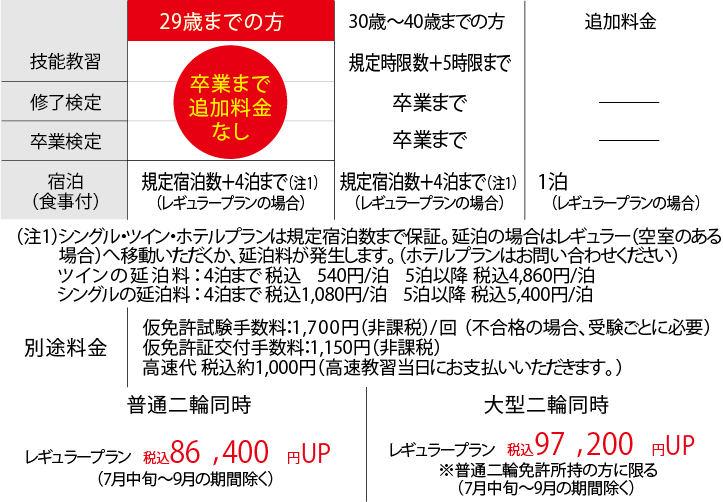 29歳までの方 30歳～40歳までの方 追加料金
技能教習 規定時限数+5時限まで
卒業まで
追加料金
なし
修了検定 卒業まで ———
卒業検定 卒業まで ———
宿泊
（食事付）
規定宿泊数+4泊まで（注1）
（レギュラープランの場合）
規定宿泊数+4泊まで（注1）
（レギュラープランの場合）
1泊
（レギュラープランの場合）
（注1）シングル・ツイン・ホテルプランは規定宿泊数まで保証。延泊の場合はレギュラー（空室のある
場合）へ移動いただくか、延泊料が発生します。（ホテルプランはお問い合わせください）
ツインの延泊料：4泊まで 税込 540円/泊 5泊以降 税込4,860円/泊
シングルの延泊料：4泊まで 税込1,080円/泊 5泊以降 税込5,400円/泊
別途料金
仮免許試験手数料：1,700円（非課税）/回（不合格の場合、受験ごとに必要）
仮免許証交付手数料：1,150円（非課税）
高速代 税込約1,000円（高速教習当日にお支払いいただきます。）
普通二輪同時
レギュラープラン 税込86,400円UP
（7月中旬～9月の期間除く）
大型二輪同時
レギュラープラン 税込97,200円UP
※普通二輪免許所持の方に限る
（7月中旬～9月の期間除く）